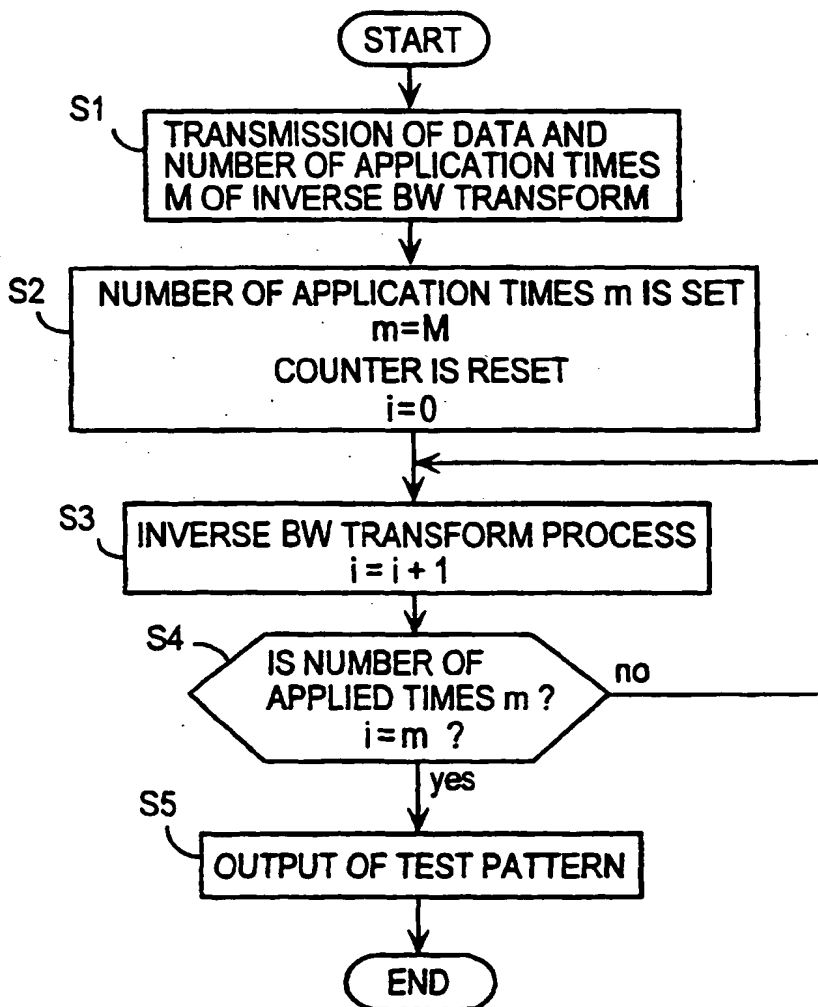 START
S1
TRANSMISSION OF DATA AND
NUMBER OF APPLICATION TIMES
M OF INVERSE BW TRANSFORM
S2
NUMBER OF APPLICATION TIMES m IS SET
m=M
COUNTER IS RESET
i=0
S3
INVERSE BW TRANSFORM PROCESS
i = i + 1
S4
IS NUMBER OF
APPLIED TIMES m ?
i=m ?
no
yes
S5
OUTPUT OF TEST PATTERN
END